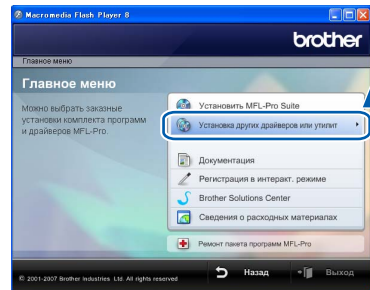 Macromedia Flash Player 8
brother
Главное меню
Главное меню
Можно выбрать заказные
установки комплекта программ
и драйверов MFL-Pro.
Установить MFL-Pro Suite
Установка других драйверов или утилит
Документация
Регистрация в интеракт. режиме
Brother Solutions Center
Сведения о расходных материалах
Ремонт пакета программ MFL-Pro
© 2001-2007 Brother Industries Ltd. All rights reserved
Назад
Выход